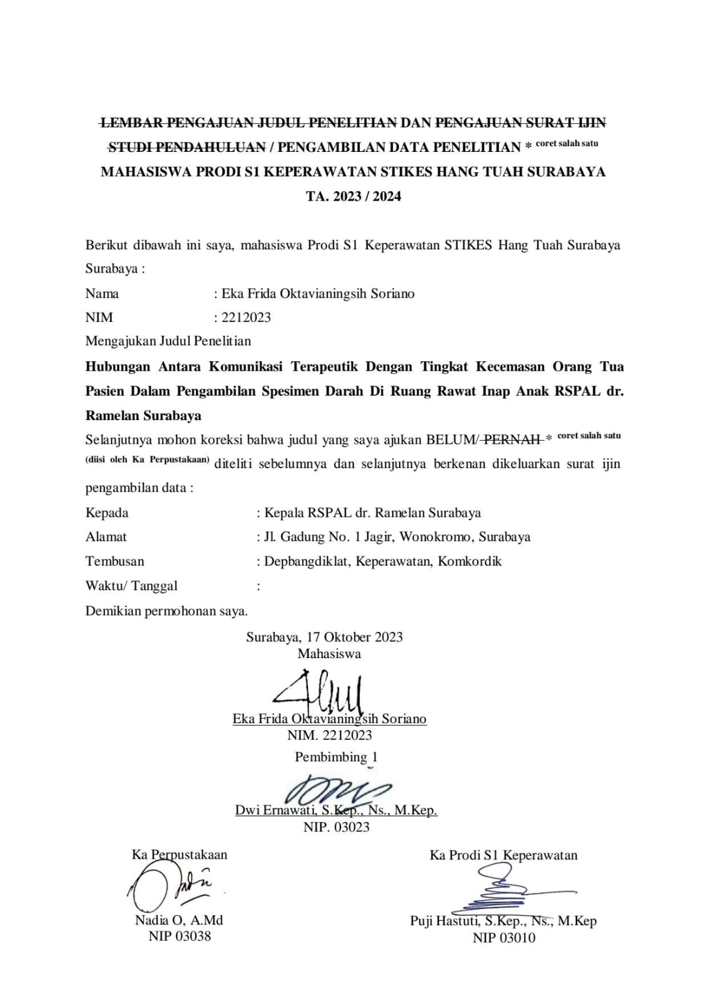 LEMBAR PENGAJUAN JUDUL PENELITIAN DAN PENGAJUAN SURAT IJIN
STUDI PENDAHULUAN / PENGAMBILAN DATA PENELITIAN * coret salah satu
MAHASISWA PRODI S1 KEPERAWATAN STIKES HANG TUAH SURABAYA
TA. 2023 / 2024
Berikut dibawah ini saya, mahasiswa Prodi S1 Keperawatan STIKES Hang Tuah Surabaya
Surabaya :
Nama : Eka Frida Oktavianingsih Soriano
NIM : 2212023
Mengajukan Judul Penelitian
Hubungan Antara Komunikasi Terapeutik Dengan Tingkat Kecemasan Orang Tua
Pasien Dalam Pengambilan Spesimen Darah Di Ruang Rawat Inap Anak RSPAL dr.
Ramelan Surabaya
Selanjutnya mohon koreksi bahwa judul yang saya ajukan BELUM/ PERNAH * coret salah satu
(diisi oleh Ka Perpustakaan) diteliti sebelumnya dan selanjutnya berkenan dikeluarkan surat ijin
pengambilan data :
Kepada : Kepala RSPAL dr. Ramelan Surabaya
Alamat : Jl. Gadung No. 1 Jagir, Wonokromo, Surabaya
Tembusan : Depbangdiklat, Keperawatan, Komkordik
Waktu/ Tanggal :
Demikian permohonan saya.
Surabaya, 17 Oktober 2023
Mahasiswa
Eka Frida Oktavianingsih Soriano
NIM. 2212023
Pembimbing 1
Dwi Ernawati, S.Kep., Ns., M.Kep.
NIP. 03023
Ka Perpustakaan
Nadia O, A.Md
NIP 03038
Ka Prodi S1 Keperawatan
Puji Hastuti, S.Kep., Ns., M.Kep
NIP 03010